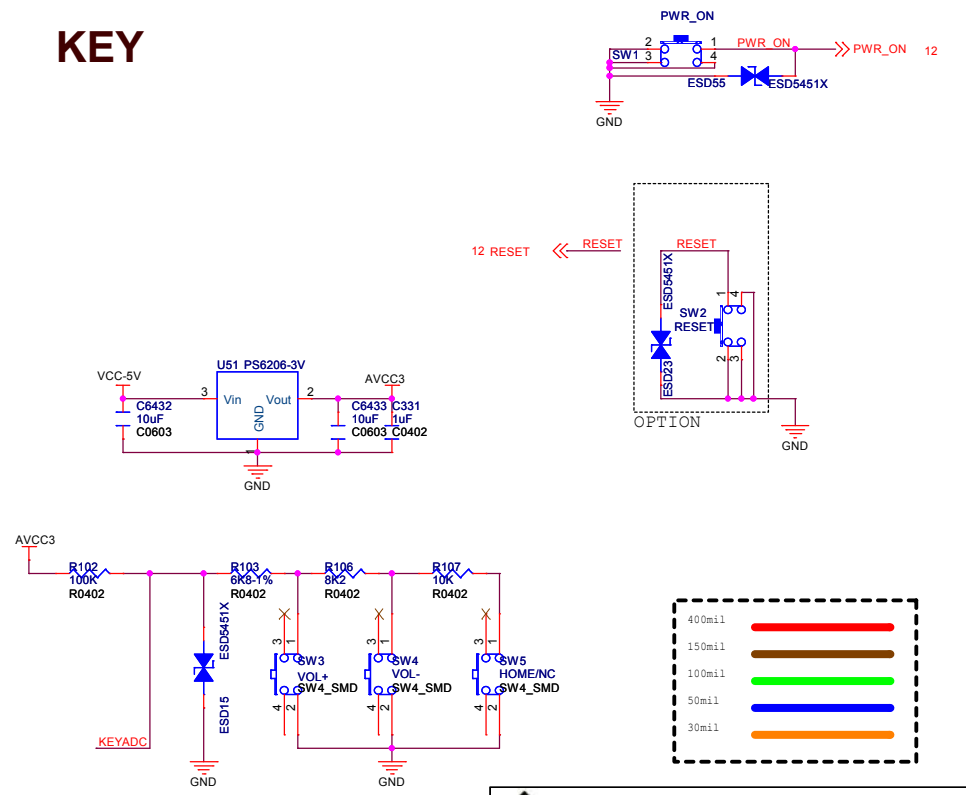 KEY
PWR_ON
2 1 PWR_ON PWR_ON 12
SW1 3 4
ESD55 ESD5451X
GND
12 RESET RESET RESET
ESD5451X
1 4
SW2
RESET
2 3
ESD23
OPTION
GND
U51 PS6206-3V
VCC-5V AVCC3
3 Vin Vout 2
GND
1
C6432 C6433 C331
10uF 10uF 1uF
C0603 C0603 C0402
GND
AVCC3
R102 R103 R106 R107
100K 6K8-1% 8K2 10K
R0402 R0402 R0402 R0402
ESD5451X
3 1 3 1 3 1
SW3 SW4 SW5
VOL+ VOL- HOME/NC
SW4_SMD SW4_SMD SW4_SMD
4 2 4 2 4 2
ESD15
KEYADC
GND GND
400mil
150mil
100mil
50mil
30mil